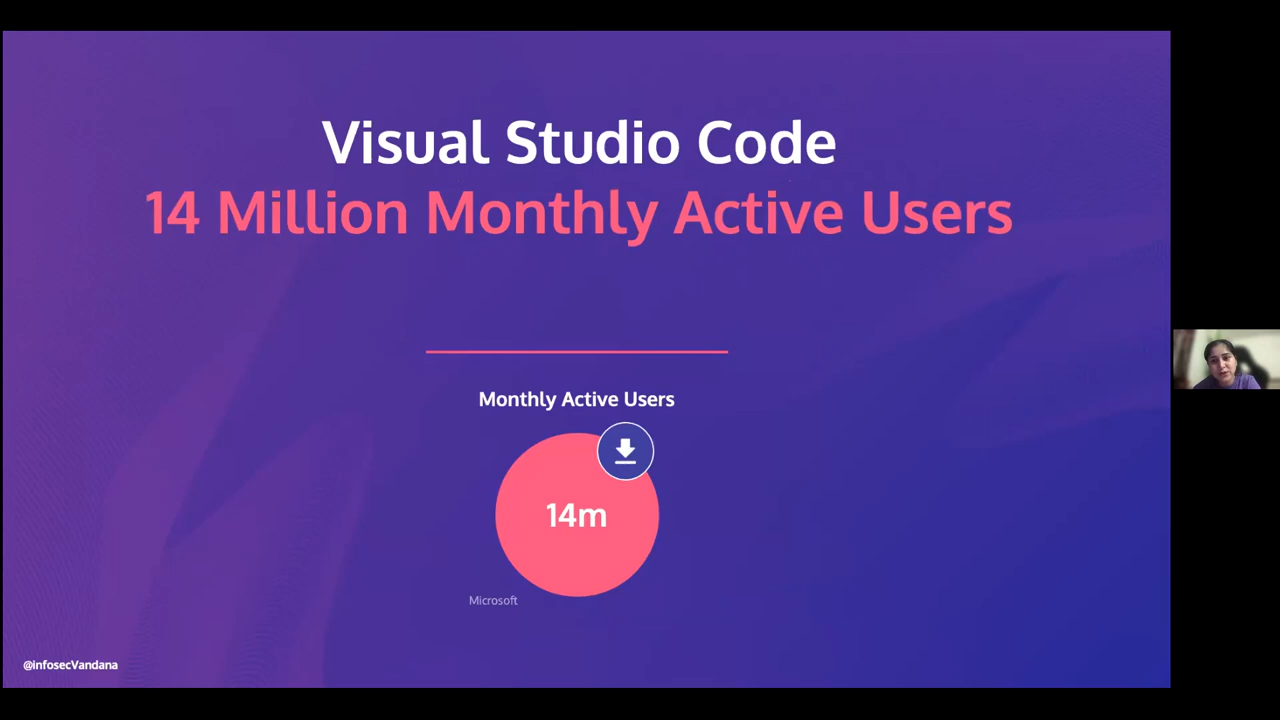 Visual Studio Code
14 Million Monthly Active Users
Monthly Active Users
14m
Microsoft
@infosecVandana